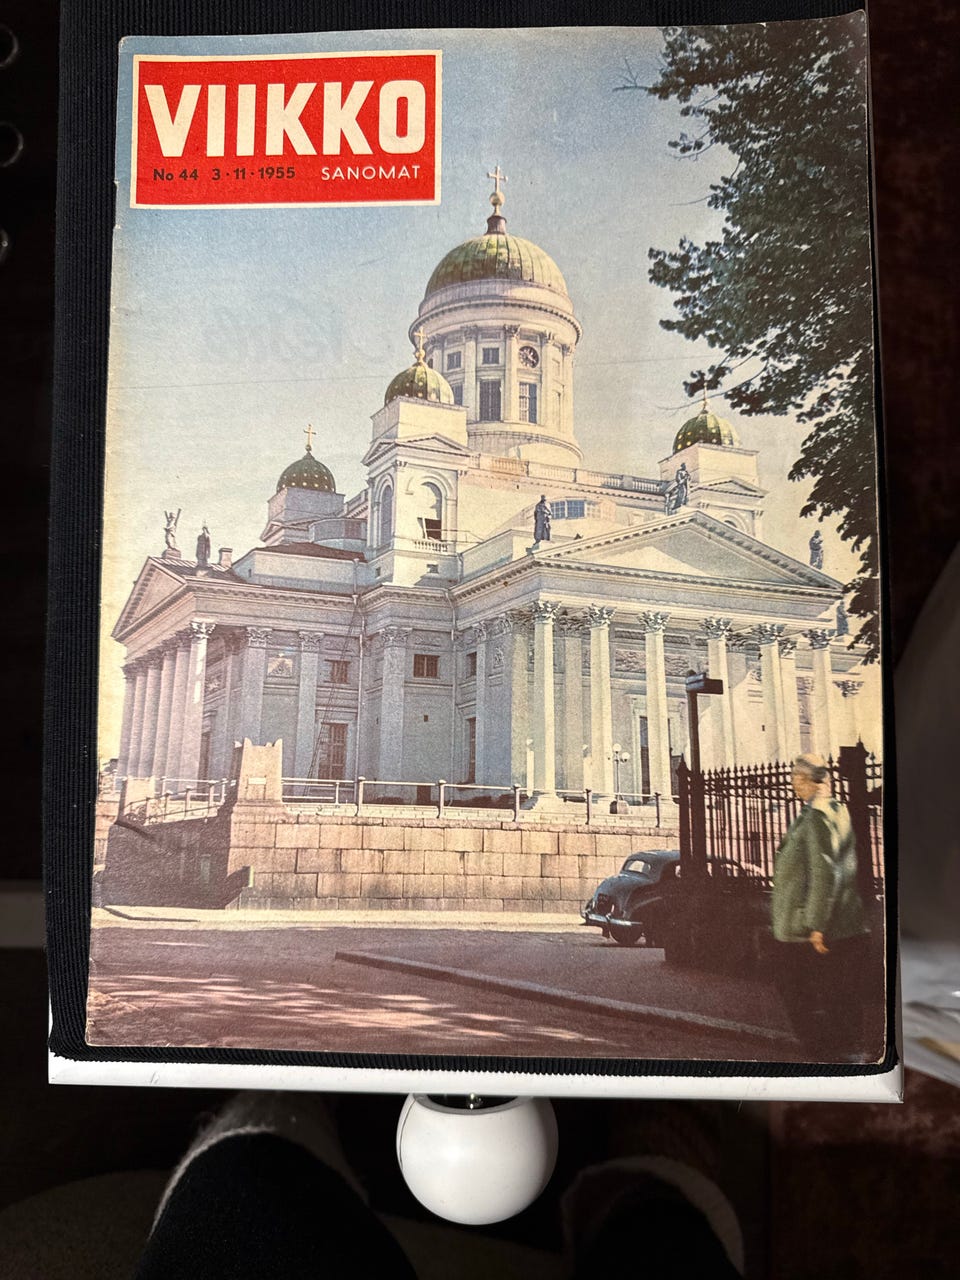 VIIKKO
No 44 3·11·1955 SANOMAT